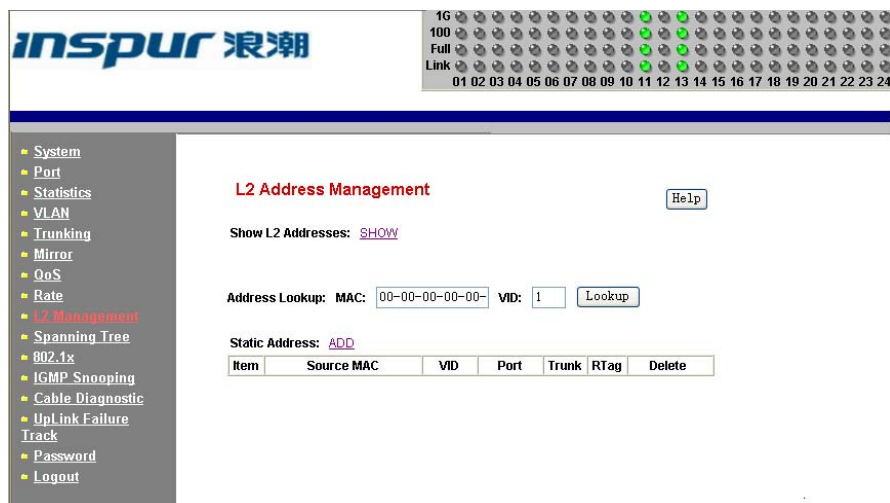 inspur 浪潮
1G
100
Full
Link
01 02 03 04 05 06 07 08 09 10 11 12 13 14 15 16 17 18 19 20 21 22 23 24
System
Port
Statistics
VLAN
Trunking
Mirror
QoS
Rate
L2 Management
Spanning Tree
802.1x
IGMP Snooping
Cable Diagnostic
UpLink Failure
Track
Password
Logout
L2 Address Management
Help
Show L2 Addresses: SHOW
Address Lookup: MAC: 00-00-00-00-00- VID: 1 Lookup
Static Address: ADD
Item Source MAC VID Port Trunk RTag Delete